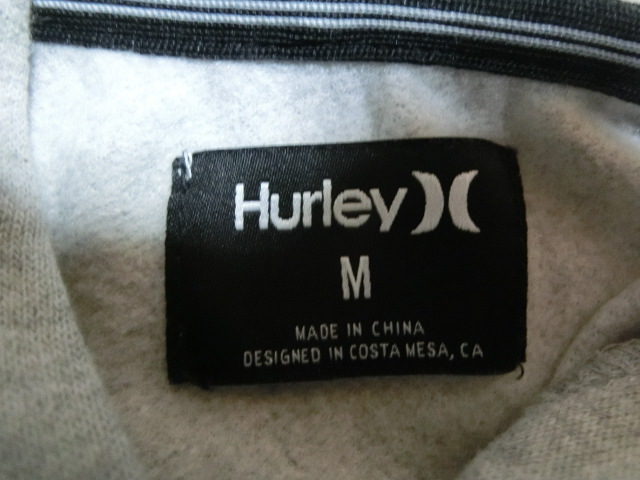 Hurley
M
MADE IN CHINA
DESIGNED IN COSTA MESA, CA